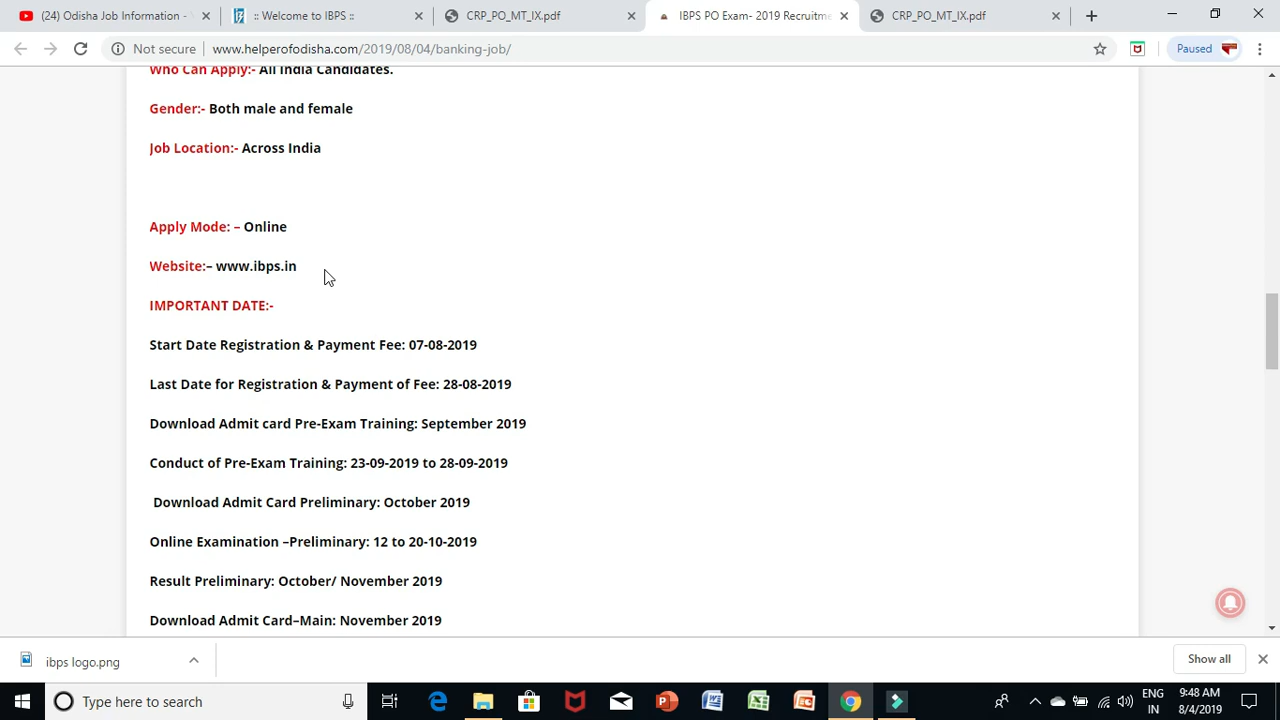 (24) Odisha Job Information -
:: Welcome to IBPS ::
CRP_PO_MT_IX.pdf
IBPS PO Exam- 2019 Recruitme
CRP_PO_MT_IX.pdf
Not secure
www.helperofodisha.com/2019/08/04/banking-job/
Paused
Who Can Apply:- All India Candidates.
Gender:- Both male and female
Job Location:- Across India
Apply Mode: – Online
Website:– www.ibps.in
IMPORTANT DATE:-
Start Date Registration & Payment Fee: 07-08-2019
Last Date for Registration & Payment of Fee: 28-08-2019
Download Admit card Pre-Exam Training: September 2019
Conduct of Pre-Exam Training: 23-09-2019 to 28-09-2019
Download Admit Card Preliminary: October 2019
Online Examination –Preliminary: 12 to 20-10-2019
Result Preliminary: October/ November 2019
Download Admit Card–Main: November 2019
ibps logo.png
Show all
Type here to search
ENG
IN
9:48 AM
8/4/2019